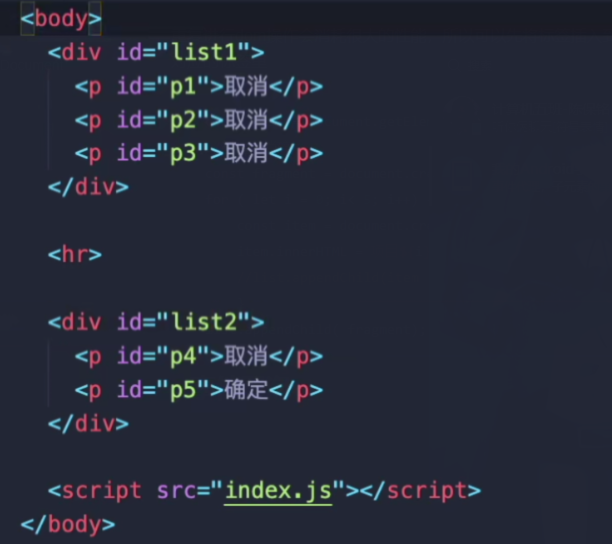 <body>
<div id="list1">
<p id="p1">取消</p>
<p id="p2">取消</p>
<p id="p3">取消</p>
</div>
<hr>
<div id="list2">
<p id="p4">取消</p>
<p id="p5">确定</p>
</div>
<script src="index.js"></script>
</body>